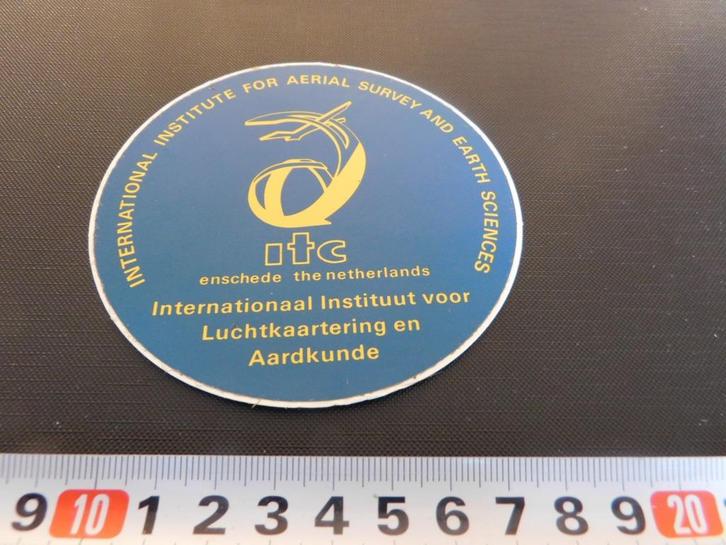 INTERNATIONAL INSTITUTE FOR AERIAL SURVEY AND EARTH SCIENCES
itc
enschede the netherlands
Internationaal Instituut voor
Luchtkaartering en
Aardkunde
9 10 1 2 3 4 5 6 7 8 9 20